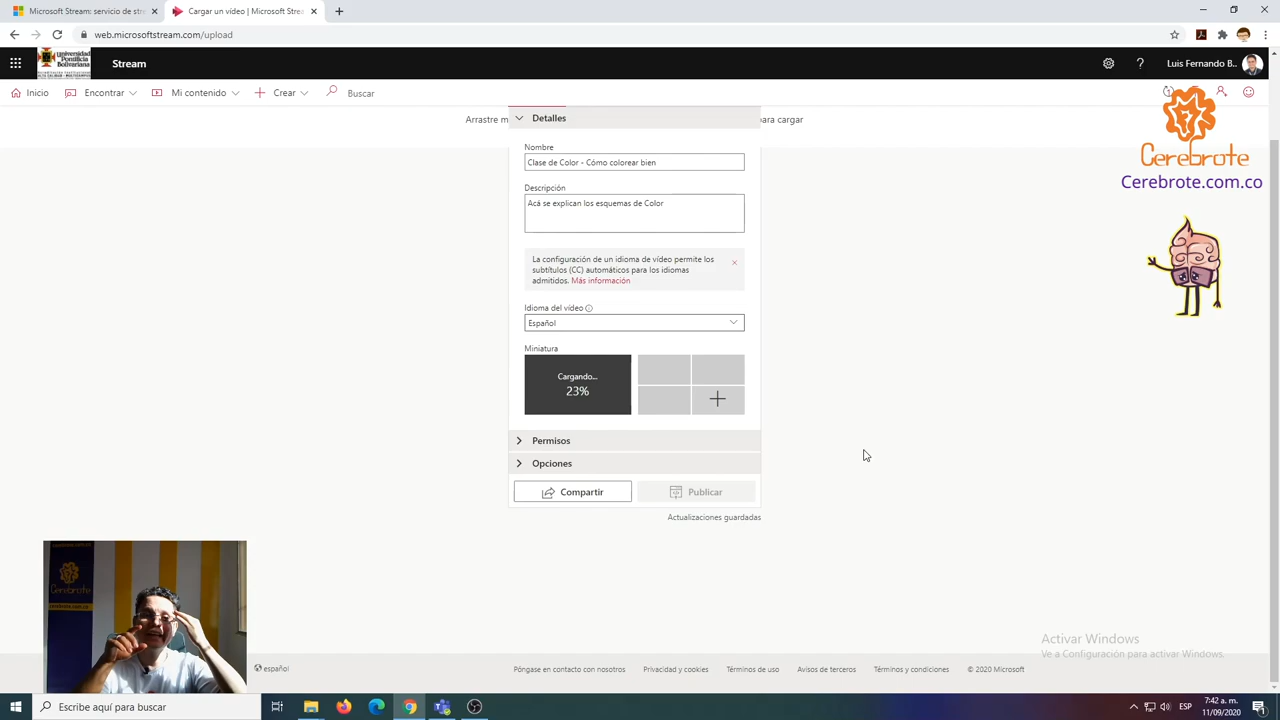 Microsoft Stream: servicio de str
Cargar un vídeo | Microsoft Strea
web.microsoftstream.com/upload
Universidad
Pontificia
Bolivariana
Stream
Luis Fernando B..
Inicio
Encontrar
Mi contenido
Crear
Buscar
Arrastre m
para cargar
Detalles
Nombre
Clase de Color - Cómo colorear bien
Descripción
Acá se explican los esquemas de Color
La configuración de un idioma de vídeo permite los
subtítulos (CC) automáticos para los idiomas
admitidos. Más información
Idioma del vídeo
Español
Miniatura
Cargando...
23%
Permisos
Opciones
Compartir
Publicar
Actualizaciones guardadas
Cerebrote
Cerebrote.com.co
Cerebrote
Activar Windows
Ve a Configuración para activar Windows.
español
Póngase en contacto con nosotros
Privacidad y cookies
Términos de uso
Avisos de terceros
Términos y condiciones
© 2020 Microsoft
Escribe aquí para buscar
ESP
7:42 a. m.
11/09/2020